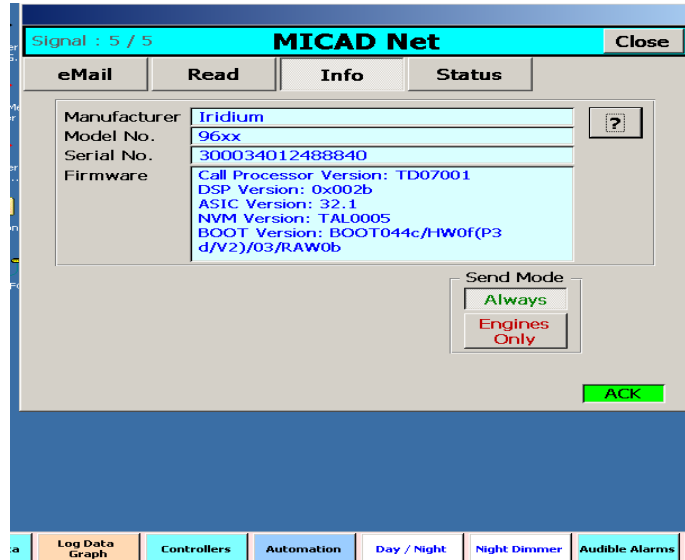 Signal : 5 / 5
MICAD Net
Close
eMail
Read
Info
Status
Manufacturer
Iridium
?
Model No.
96xx
Serial No.
300034012488840
Firmware
Call Processor Version: TD07001
DSP Version: 0x002b
ASIC Version: 32.1
NVM Version: TAL0005
BOOT Version: BOOT044c/HW0f(P3
d/V2)/03/RAW0b
Send Mode
Always
Engines
Only
ACK
Log Data
Graph
Controllers
Automation
Day / Night
Night Dimmer
Audible Alarms